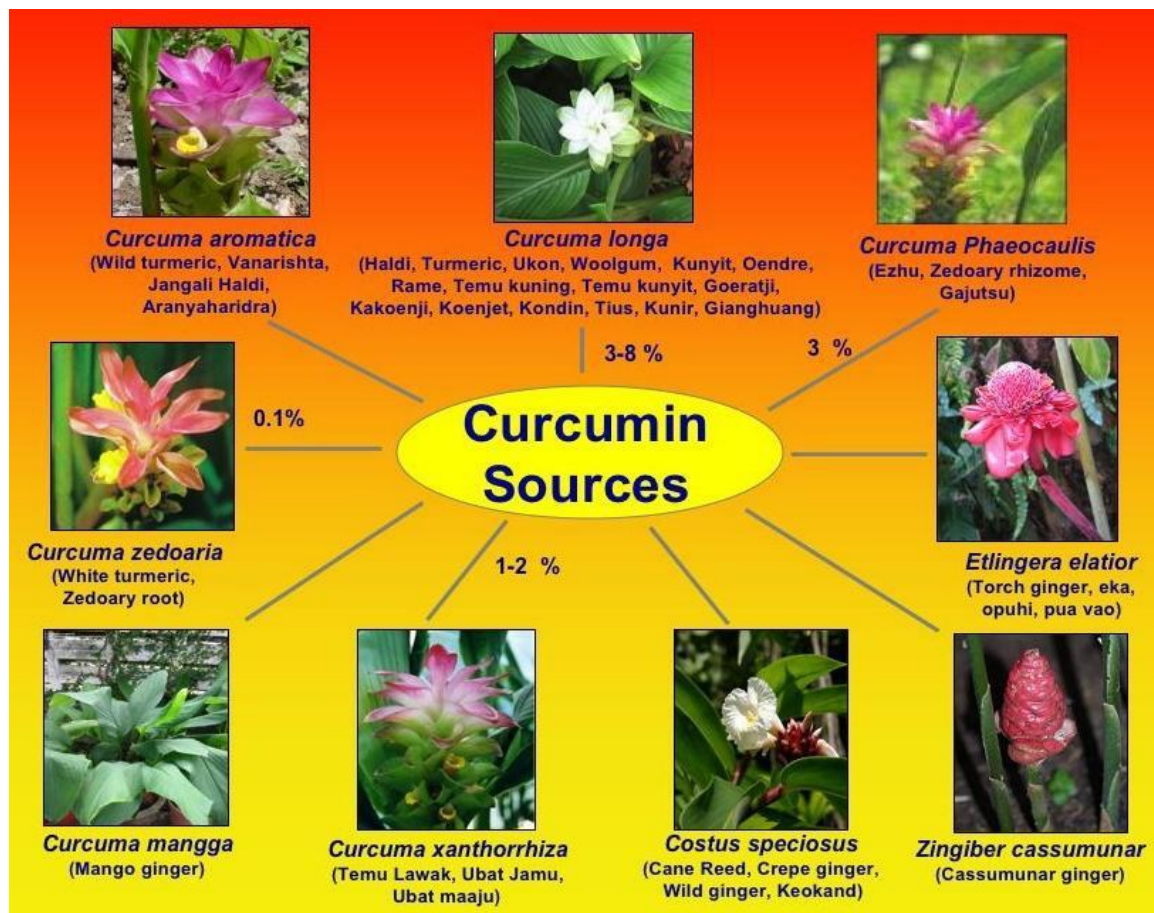 Curcuma aromatica
(Wild turmeric, Vanarishta,
Jangali Haldi,
Aranyaharidra)
Curcuma longa
(Haldi, Turmeric, Ukon, Woolgum, Kunyit, Oendre,
Rame, Temu kuning, Temu kunyit, Goeratji,
Kakoenji, Koenjet, Kondin, Tius, Kunir, Gianghuang)
Curcuma Phaeocaulis
(Ezhu, Zedoary rhizome,
Gajutsu)
3-8 %
3 %
0.1%
Curcumin
Sources
Curcuma zedoaria
(White turmeric,
Zedoary root)
Etlingera elatior
(Torch ginger, eka,
opuhi, pua vao)
1-2 %
Curcuma mangga
(Mango ginger)
Curcuma xanthorrhiza
(Temu Lawak, Ubat Jamu,
Ubat maaju)
Costus speciosus
(Cane Reed, Crepe ginger,
Wild ginger, Keokand)
Zingiber cassumunar
(Cassumunar ginger)